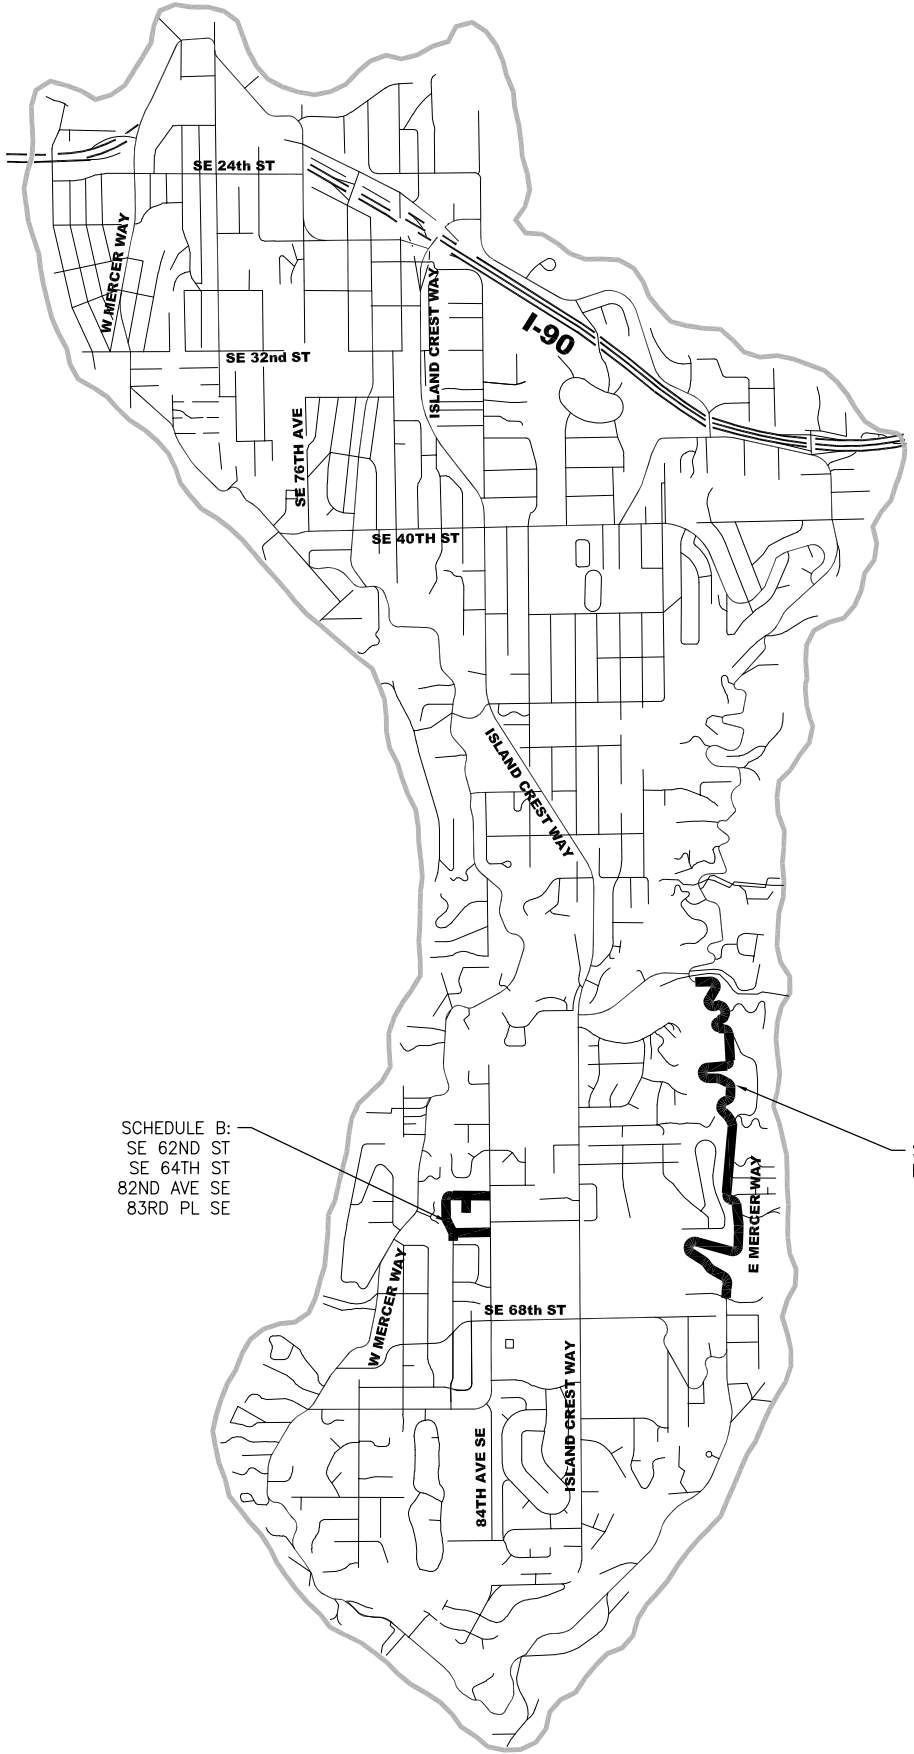 SE 24th ST
W MERCER WAY
ISLAND CREST WAY
I-90
SE 32nd ST
SE 76TH AVE
SE 40TH ST
ISLAND CREST WAY
SCHEDULE B:
SE 62ND ST
SE 64TH ST
82ND AVE SE
83RD PL SE
E MERCER WAY
W MERCER WAY
SE 68th ST
ISLAND CREST WAY
84TH AVE SE